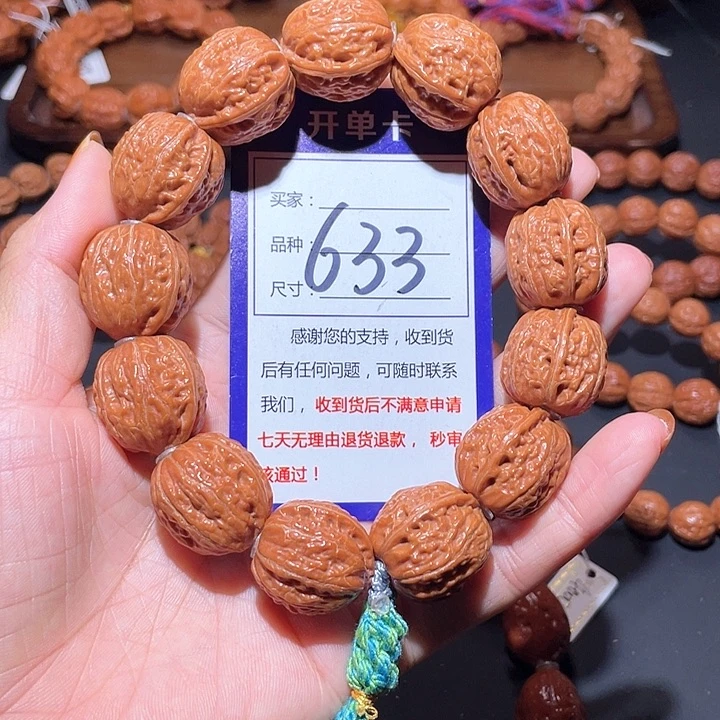 开单卡
买家：
品种：
633
尺寸：
感谢您的支持，收到货
后有任何问题，可随时联系
我们，收到货后不满意申请
七天无理由退货退款，秒审
核通过！